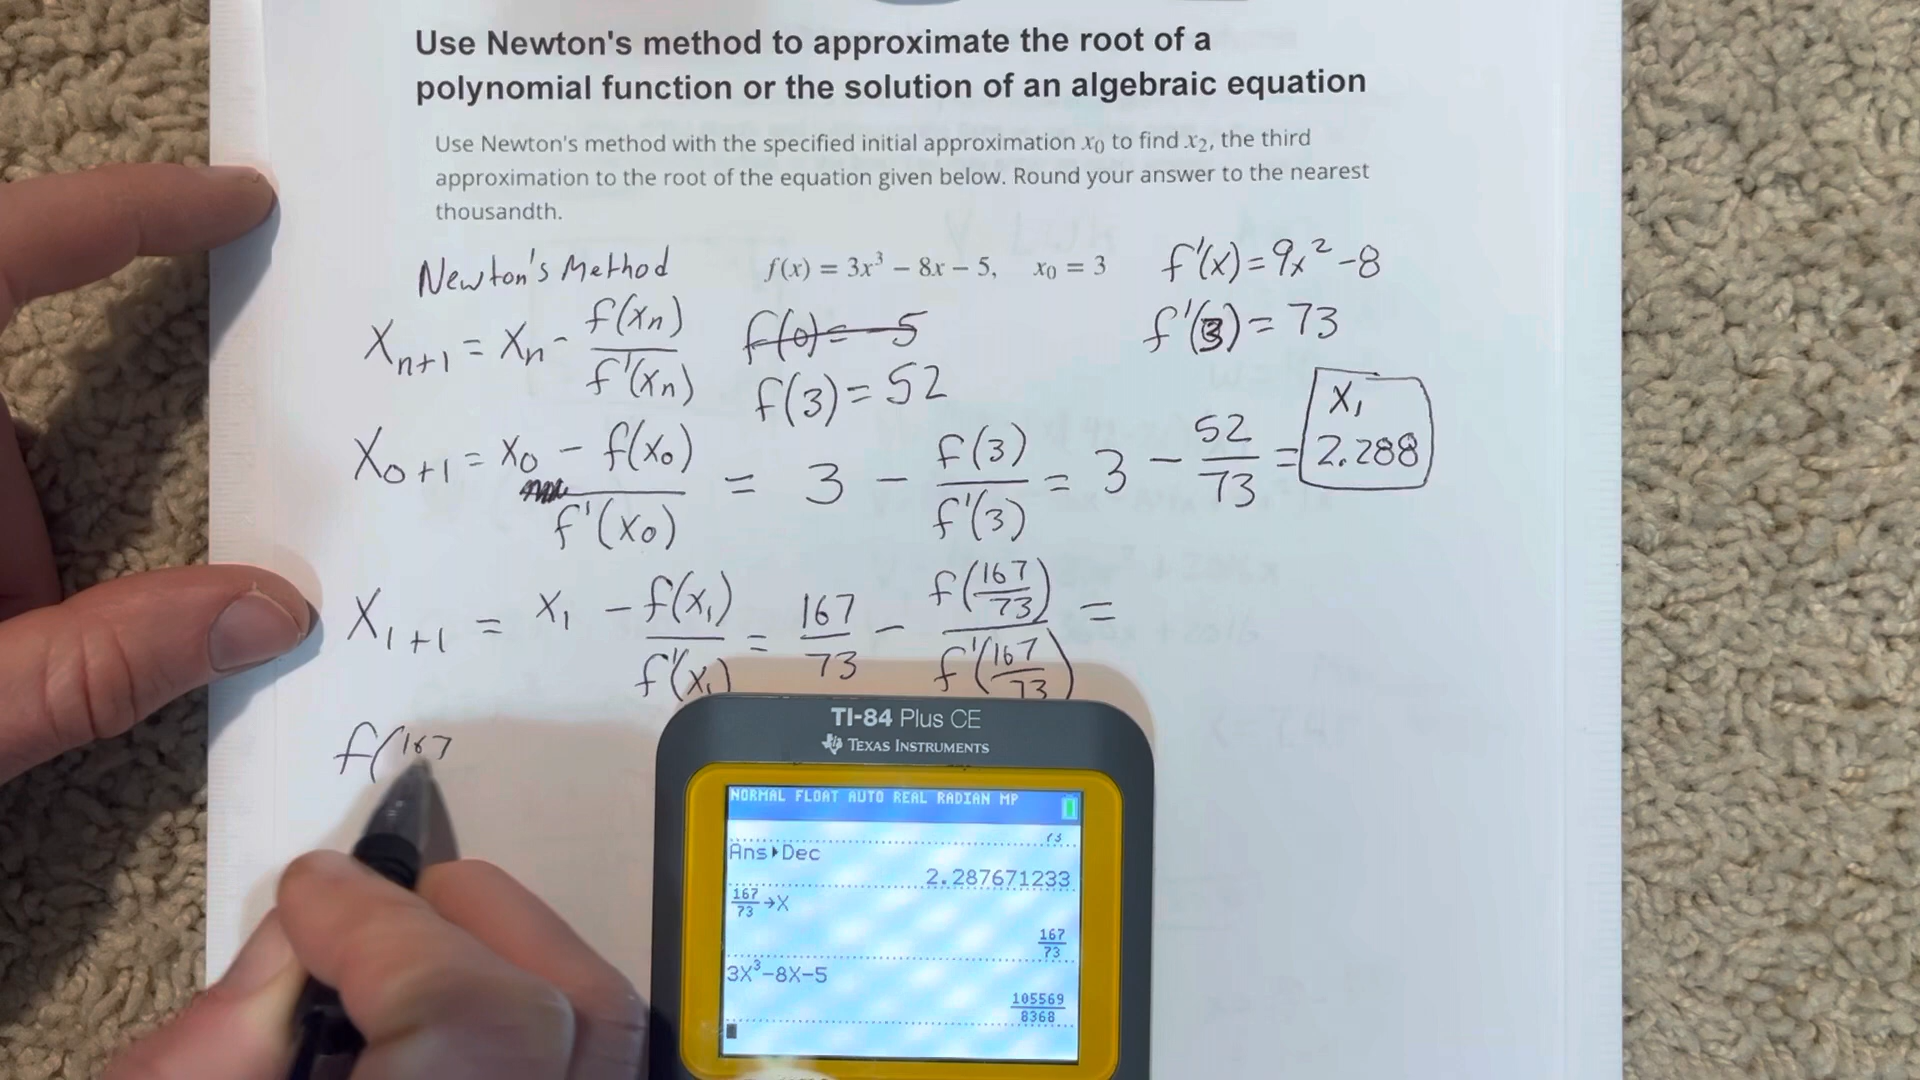 Use Newton's method to approximate the root of a
polynomial function or the solution of an algebraic equation
Use Newton's method with the specified initial approximation x₀ to find x₂, the third
approximation to the root of the equation given below. Round your answer to the nearest
thousandth.
Newton's Method
f(x) = 3x³ − 8x − 5, x₀ = 3
f'(x) = 9x² - 8
Xₙ₊₁ = Xₙ - f(xₙ)/f'(xₙ)
f(0) = -5
f'(3) = 73
f(3) = 52
X₀₊₁ = x₀ - f(x₀)/f'(x₀) = 3 - f(3)/f'(3) = 3 - 52/73 =
X₁
2.288
X₁₊₁ = x₁ - f(x₁)/f'(x₁) = 167/73 - f(167/73)/f'(167/73) =
f(167
TI-84 Plus CE
TEXAS INSTRUMENTS
NORMAL FLOAT AUTO REAL RADIAN MP
73
Ans▸Dec
2.287671233
167/73→X
167/73
3X³-8X-5
105569/8368